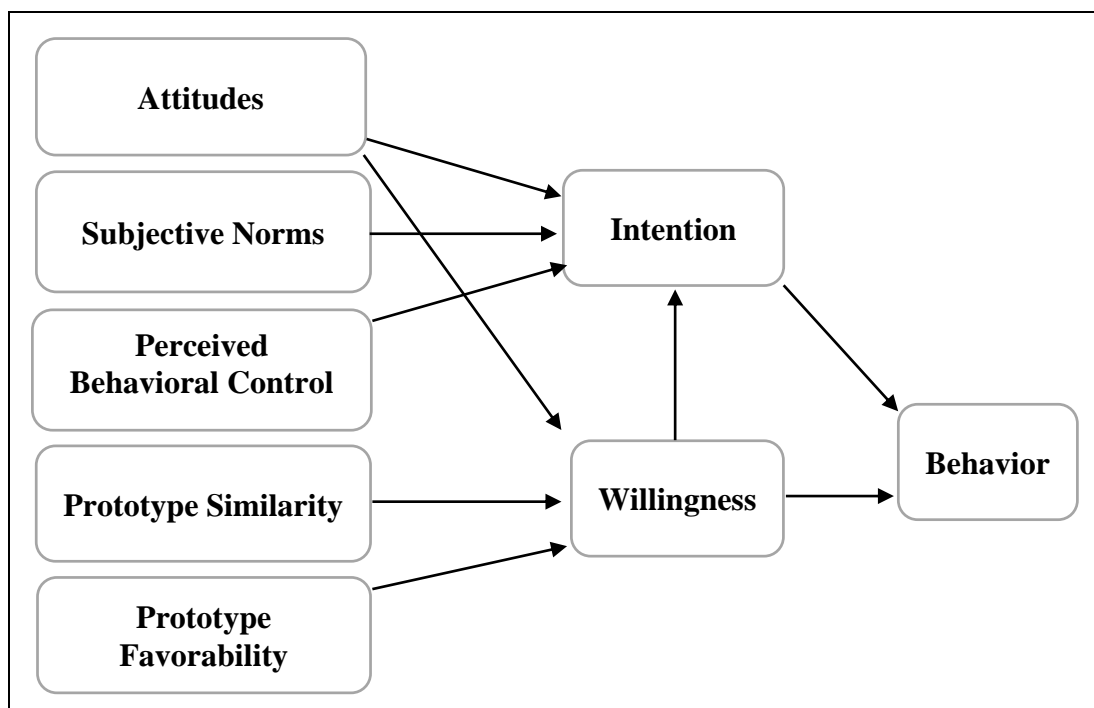 Attitudes
Subjective Norms
Perceived
Behavioral Control
Prototype Similarity
Prototype
Favorability
Intention
Willingness
Behavior